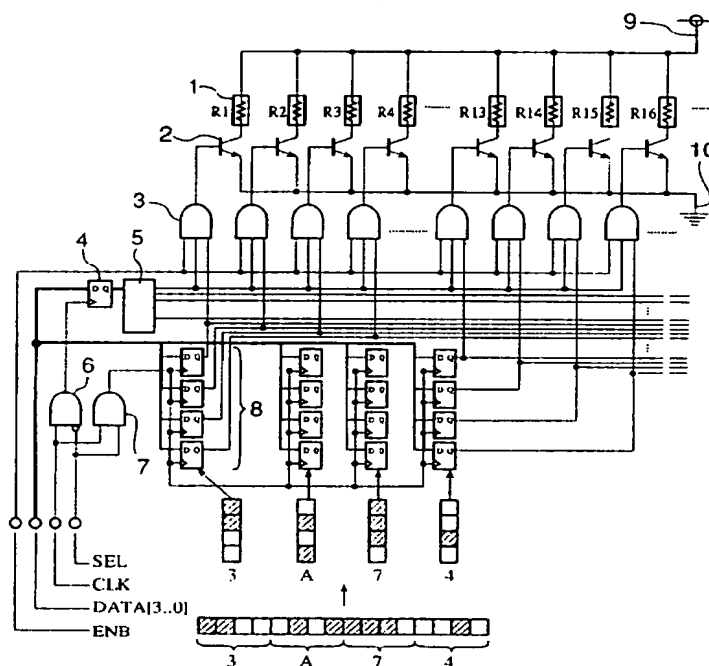 9
1
R1 R2 R3 R4 R13 R14 R15 R16
2
10
3
4 5
D Q
D Q D Q D Q D Q
D Q D Q D Q D Q
D Q D Q D Q D Q
D Q D Q D Q D Q
6
8
7
3 A 7 4
SEL
CLK
DATA[3..0]
ENB
3 A 7 4